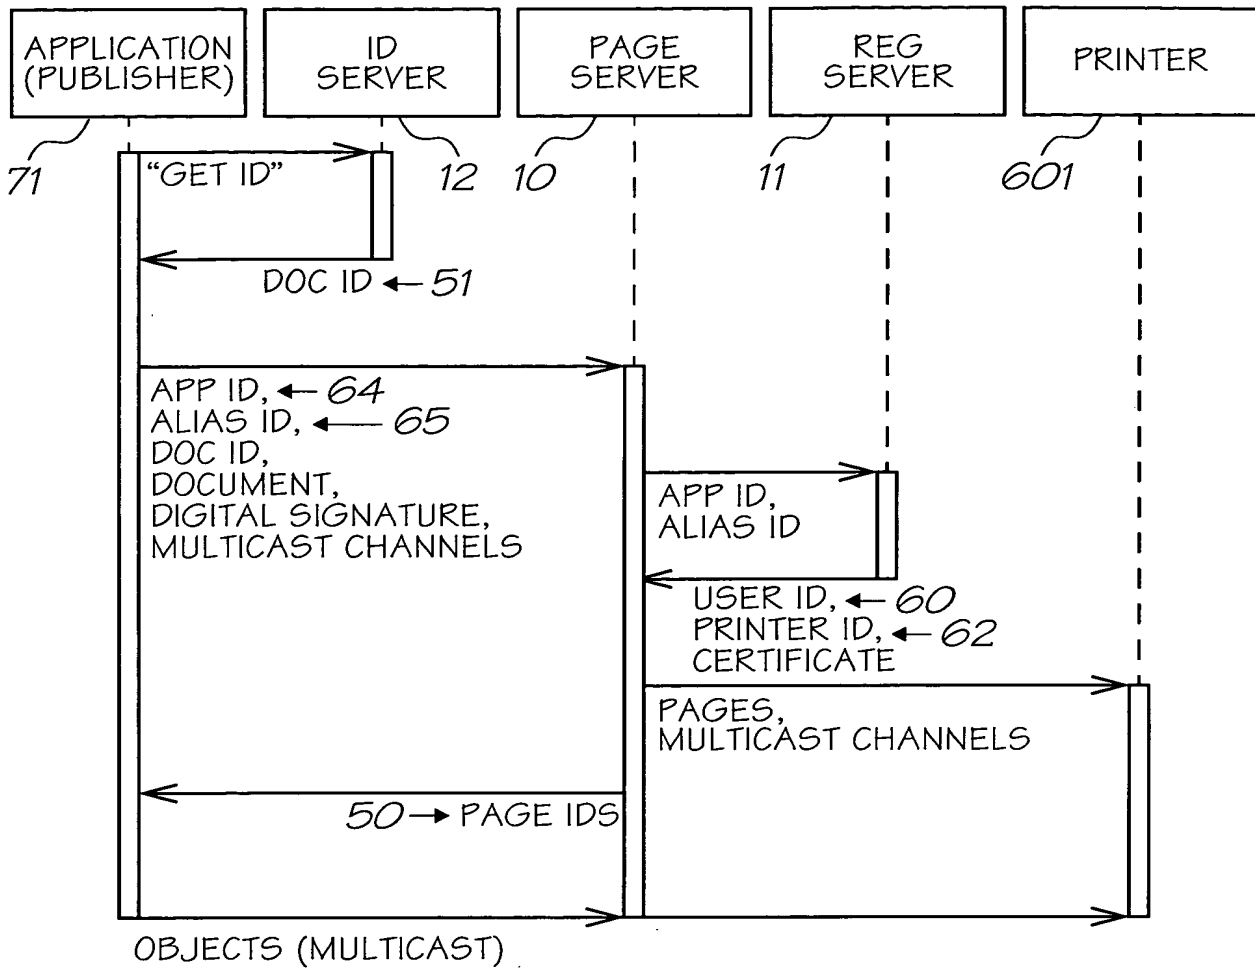 APPLICATION
(PUBLISHER)
ID
SERVER
PAGE
SERVER
REG
SERVER
PRINTER
71
12
10
11
601
“GET ID”
DOC ID ← 51
APP ID, ← 64
ALIAS ID, ← 65
DOC ID,
DOCUMENT,
DIGITAL SIGNATURE,
MULTICAST CHANNELS
APP ID,
ALIAS ID
USER ID, ← 60
PRINTER ID, ← 62
CERTIFICATE
PAGES,
MULTICAST CHANNELS
50 → PAGE IDS
OBJECTS (MULTICAST)